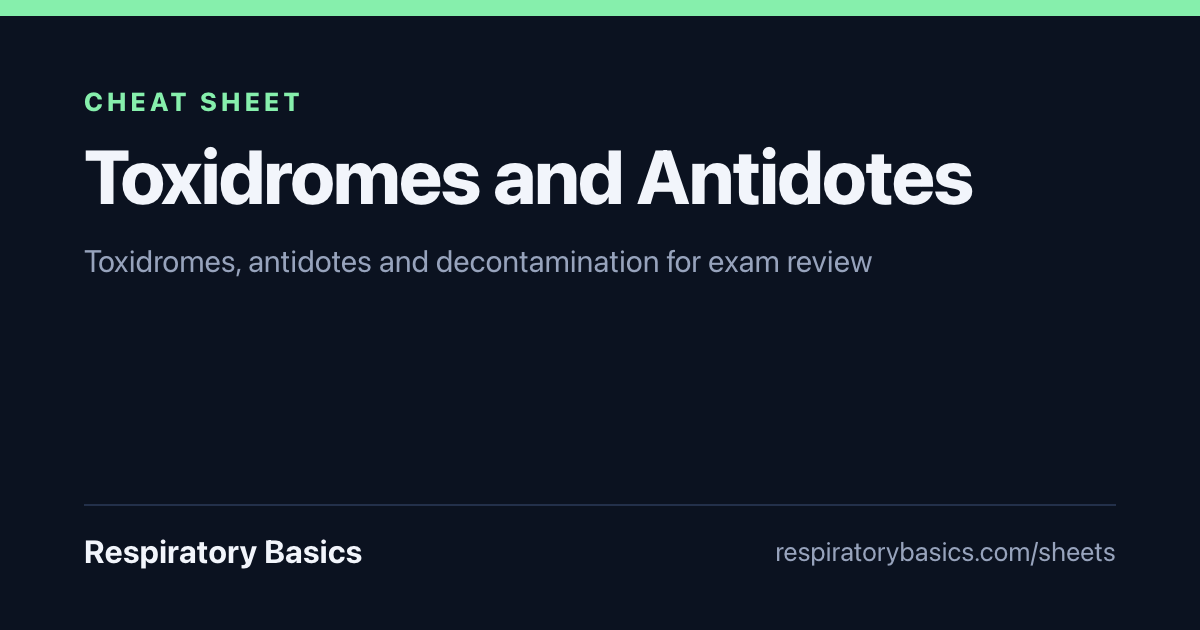 CHEAT SHEET
Toxidromes and Antidotes
Toxidromes, antidotes and decontamination for exam review
Respiratory Basics
respiratorybasics.com/sheets